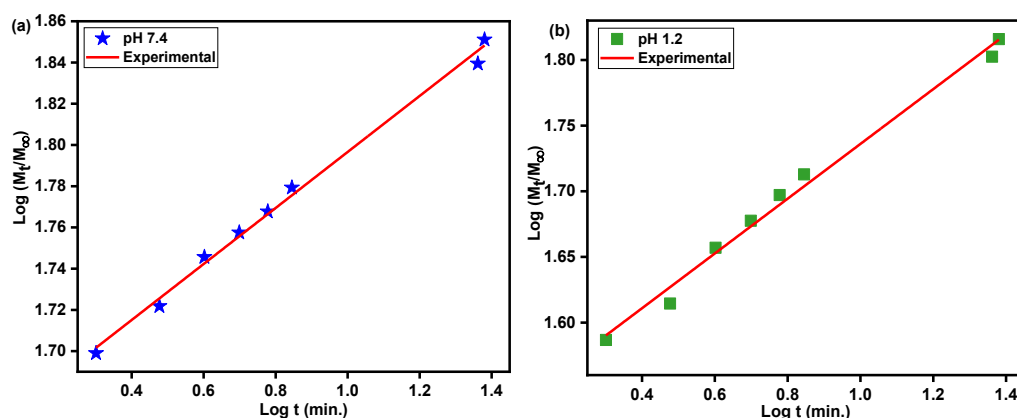 (a)
pH 7.4
Experimental
Log (Mt/M∞)
1.86
1.84
1.82
1.80
1.78
1.76
1.74
1.72
1.70
0.4 0.6 0.8 1.0 1.2 1.4
Log t (min.)
(b)
pH 1.2
Experimental
Log (Mt/M∞)
1.80
1.70
1.65
1.60
0.4 0.6 0.8 1.0 1.2 1.4
Log t (min.)